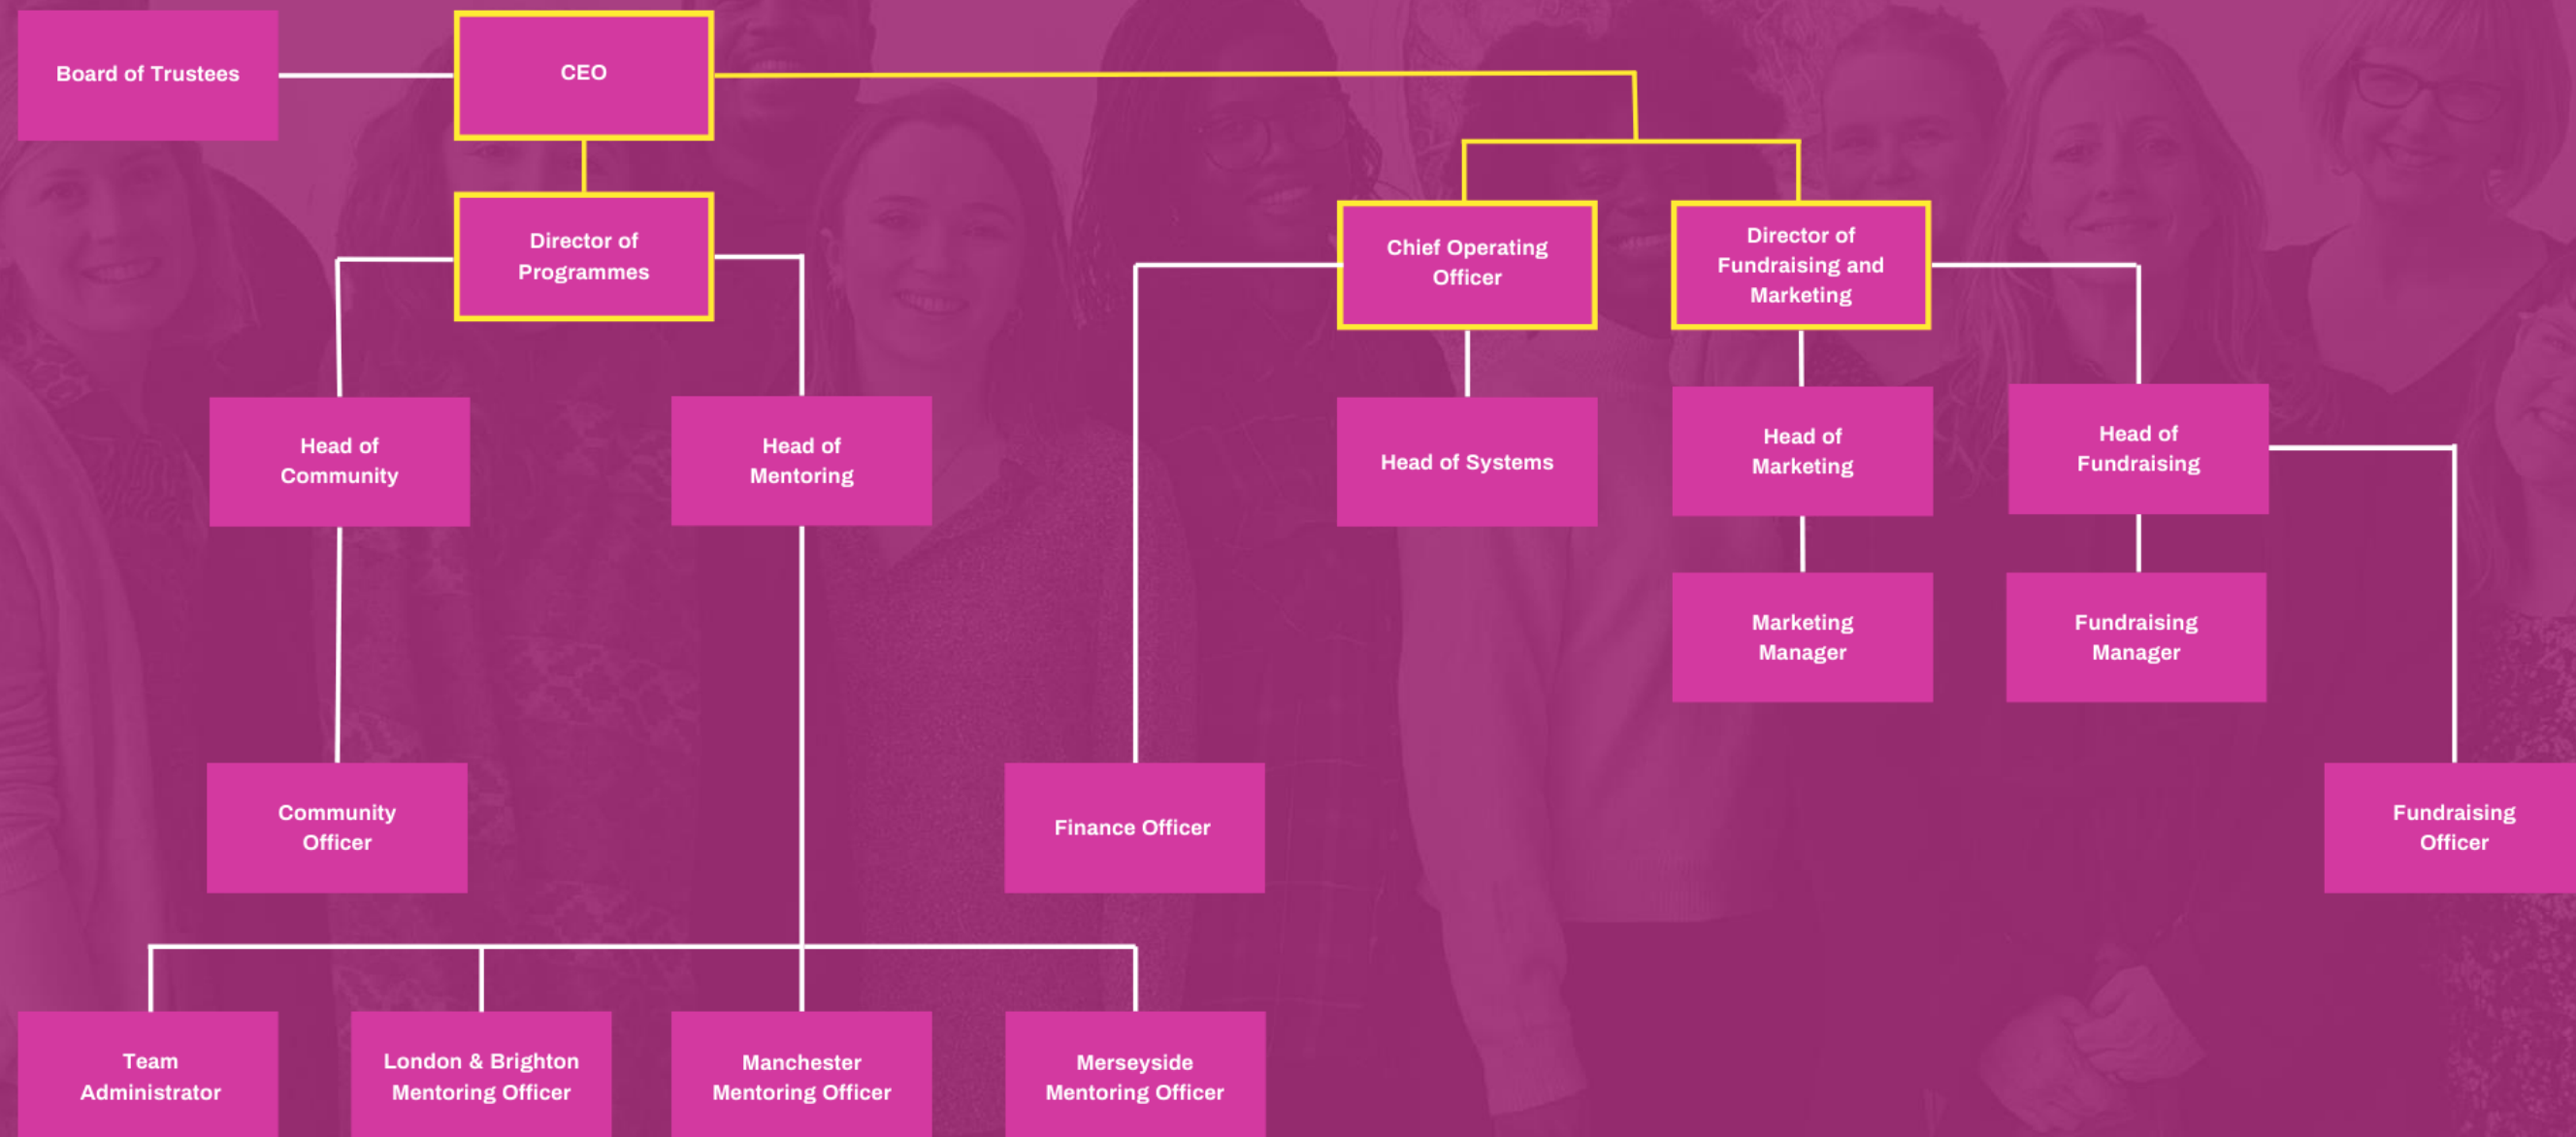 Board of Trustees
CEO
Director of
Programmes
Chief Operating
Officer
Director of
Fundraising and
Marketing
Head of
Community
Head of
Mentoring
Head of Systems
Head of
Marketing
Head of
Fundraising
Marketing
Manager
Fundraising
Manager
Community
Officer
Finance Officer
Fundraising
Officer
Team
Administrator
London & Brighton
Mentoring Officer
Manchester
Mentoring Officer
Merseyside
Mentoring Officer